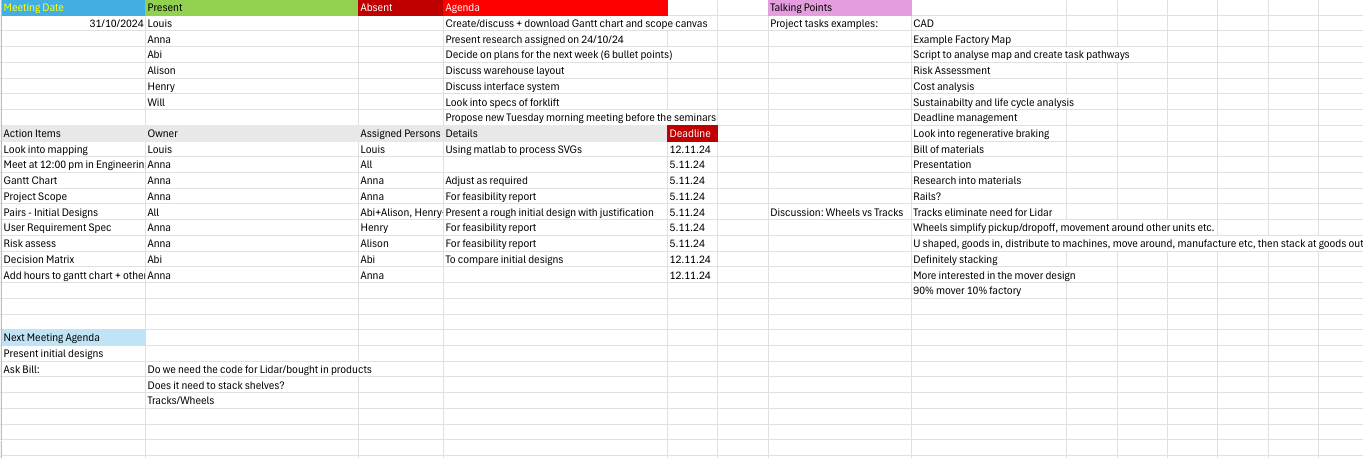 Meeting Date Present Absent Agenda Talking Points
31/10/2024 Louis Create/discuss + download Gantt chart and scope canvas Project tasks examples: CAD
Anna Present research assigned on 24/10/24 Example Factory Map
Abi Decide on plans for the next week (6 bullet points) Script to analyse map and create task pathways
Alison Discuss warehouse layout Risk Assessment
Henry Discuss interface system Cost analysis
Will Look into specs of forklift Sustainabilty and life cycle analysis
Propose new Tuesday morning meeting before the seminars Deadline management
Action Items Owner Assigned Persons Details Deadline Look into regenerative braking
Look into mapping Louis Louis Using matlab to process SVGs 12.11.24 Bill of materials
Meet at 12:00 pm in Engineerin Anna All 5.11.24 Presentation
Gantt Chart Anna Anna Adjust as required 5.11.24 Research into materials
Project Scope Anna Anna For feasibility report 5.11.24 Rails?
Pairs - Initial Designs All Abi+Alison, Henry- Present a rough initial design with justification 5.11.24 Discussion: Wheels vs Tracks Tracks eliminate need for Lidar
User Requirement Spec Anna Henry For feasibility report 5.11.24 Wheels simplify pickup/dropoff, movement around other units etc.
Risk assess Anna Alison For feasibility report 5.11.24 U shaped, goods in, distribute to machines, move around, manufacture etc, then stack at goods out
Decision Matrix Abi Abi To compare initial designs 12.11.24 Definitely stacking
Add hours to gantt chart + othe Anna Anna 12.11.24 More interested in the mover design
90% mover 10% factory
Next Meeting Agenda
Present initial designs
Ask Bill: Do we need the code for Lidar/bought in products
Does it need to stack shelves?
Tracks/Wheels